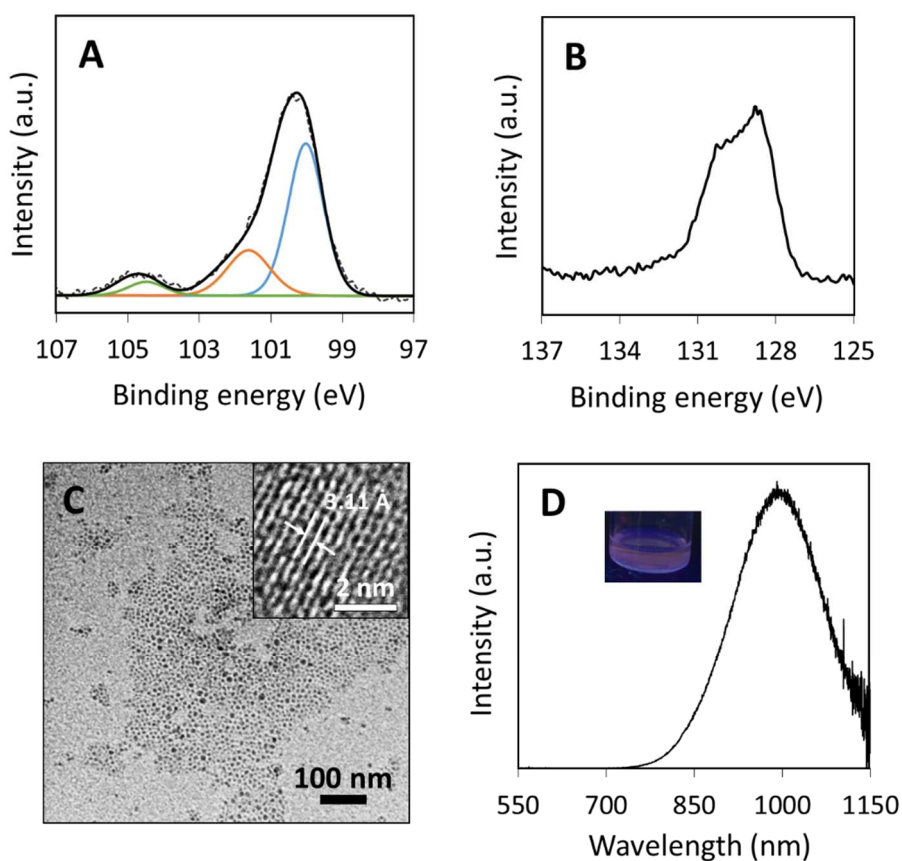 A
Intensity (a.u.)
107 105 103 101 99 97
Binding energy (eV)
B
Intensity (a.u.)
137 134 131 128 125
Binding energy (eV)
C
3.11 Å
2 nm
100 nm
D
Intensity (a.u.)
550 700 850 1000 1150
Wavelength (nm)